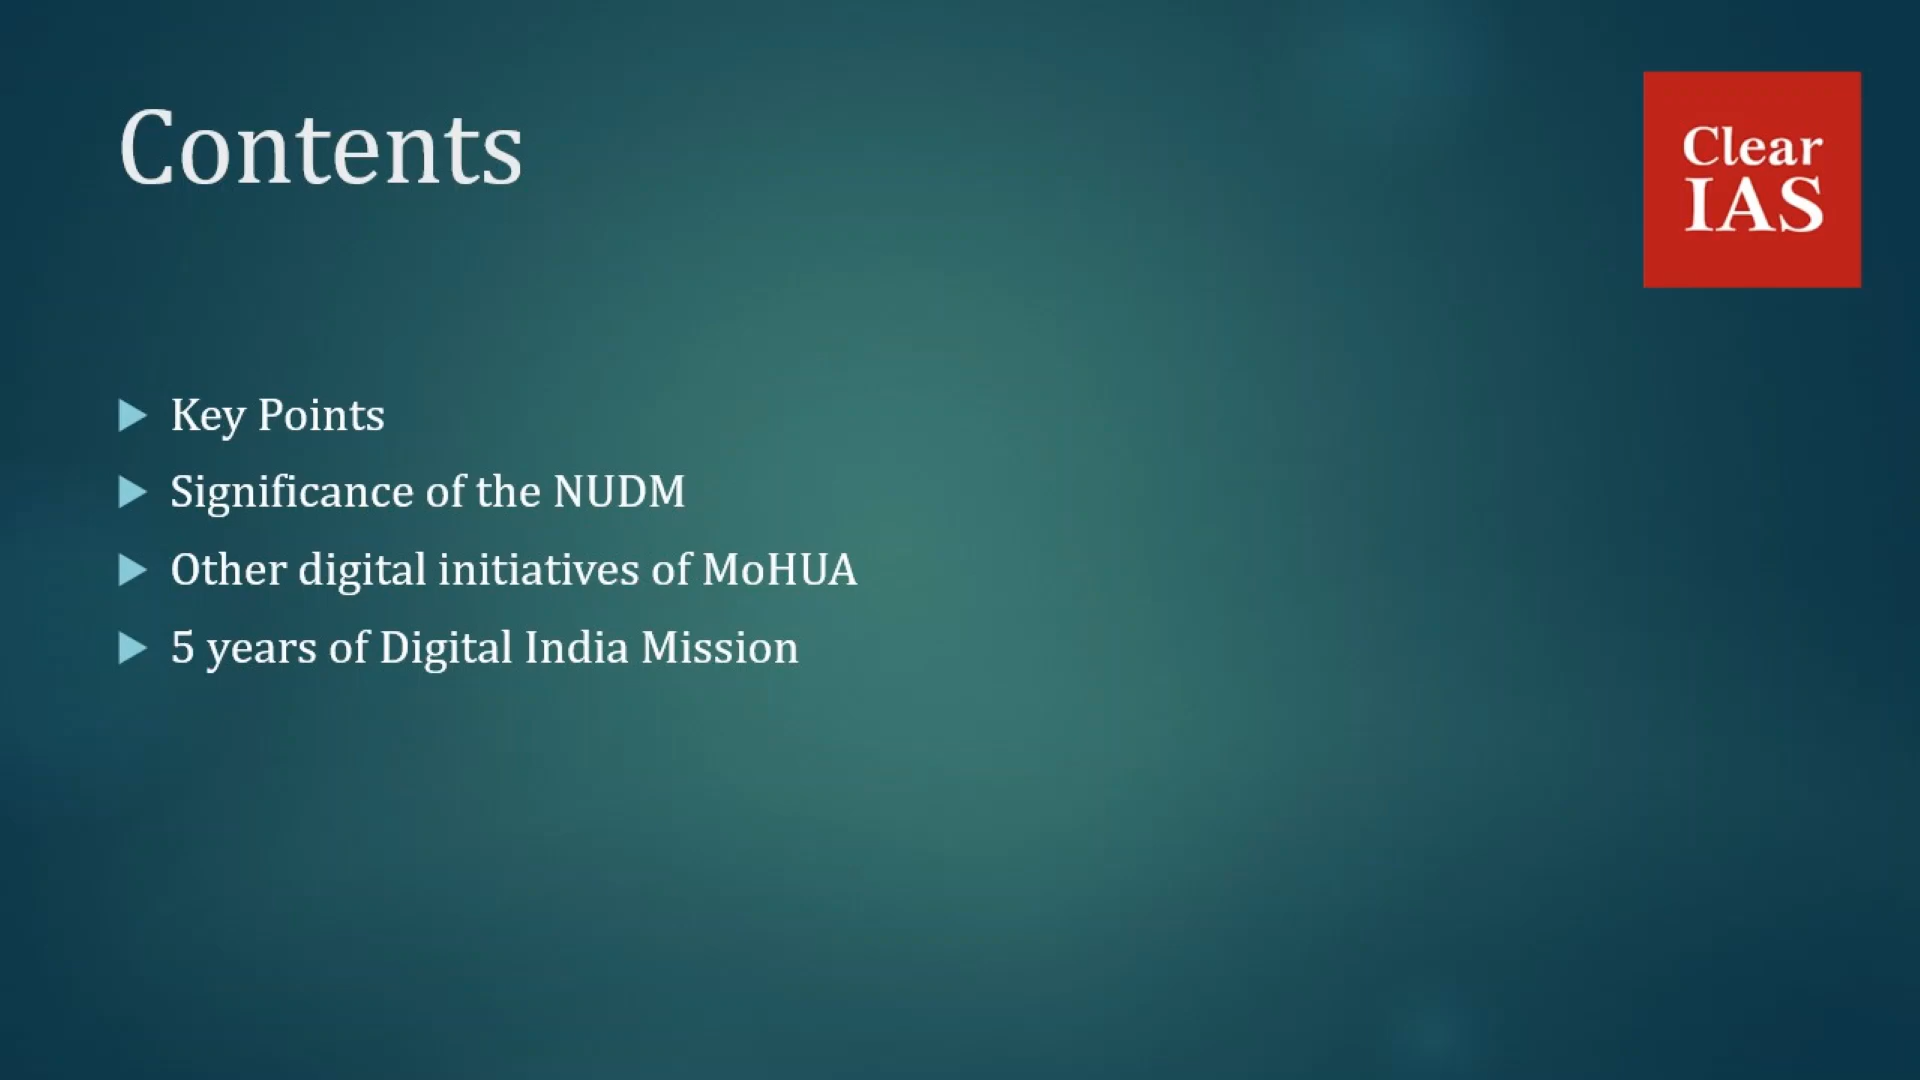 Contents
Clear
IAS
Key Points
Significance of the NUDM
Other digital initiatives of MoHUA
5 years of Digital India Mission